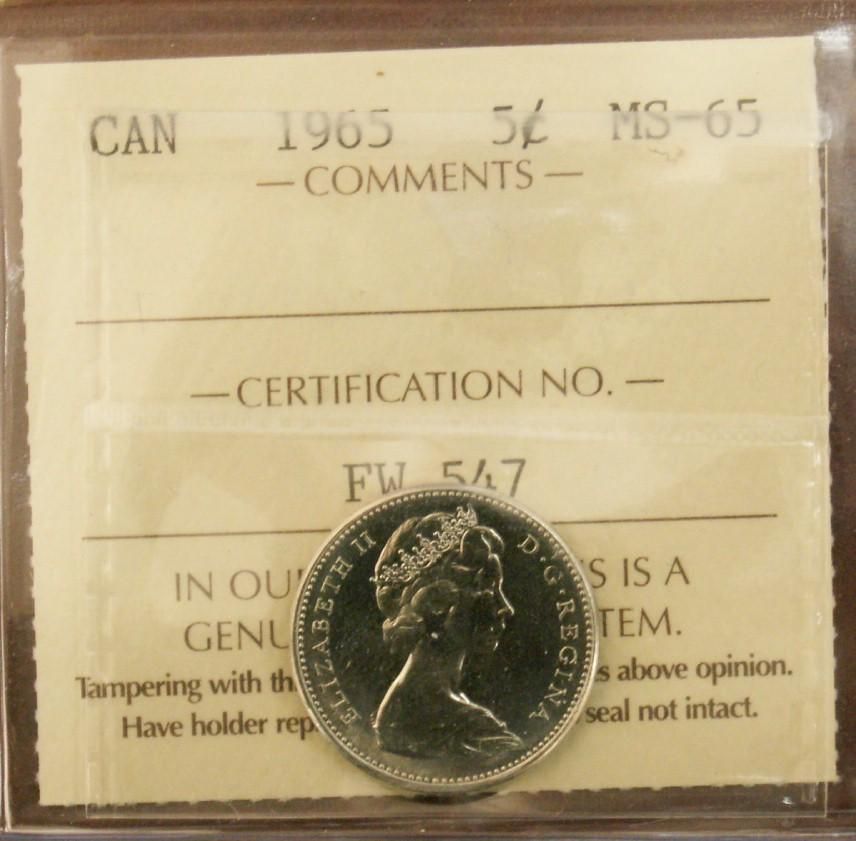 CAN 1965 5¢ MS-65
— COMMENTS —
— CERTIFICATION NO. —
FW 547
IN OU S IS A
GENU TEM.
Tampering with th s above opinion.
Have holder rep seal not intact.
ELIZABETH II D·G·REGINA